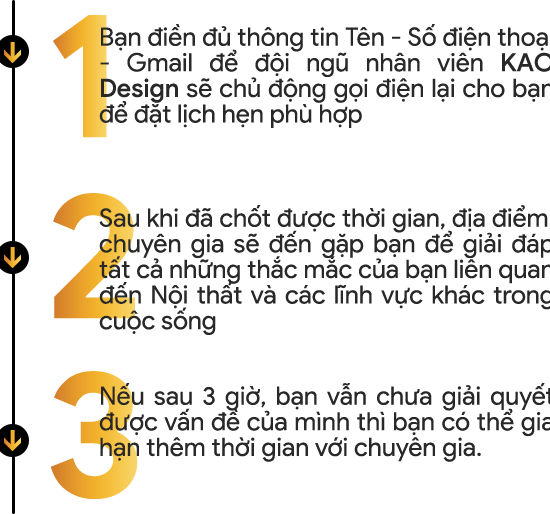 1
Bạn điền đủ thông tin Tên - Số điện thoại
- Gmail để đội ngũ nhân viên KAO
Design sẽ chủ động gọi điện lại cho bạn
để đặt lịch hẹn phù hợp
2
Sau khi đã chốt được thời gian, địa điểm,
chuyên gia sẽ đến gặp bạn để giải đáp
tất cả những thắc mắc của bạn liên quan
đến Nội thất và các lĩnh vực khác trong
cuộc sống
3
Nếu sau 3 giờ, bạn vẫn chưa giải quyết
được vấn đề của mình thì bạn có thể gia
hạn thêm thời gian với chuyên gia.